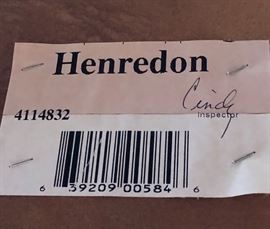 Henredon
Cindy
Inspector
4114832
6 39209 00584 6